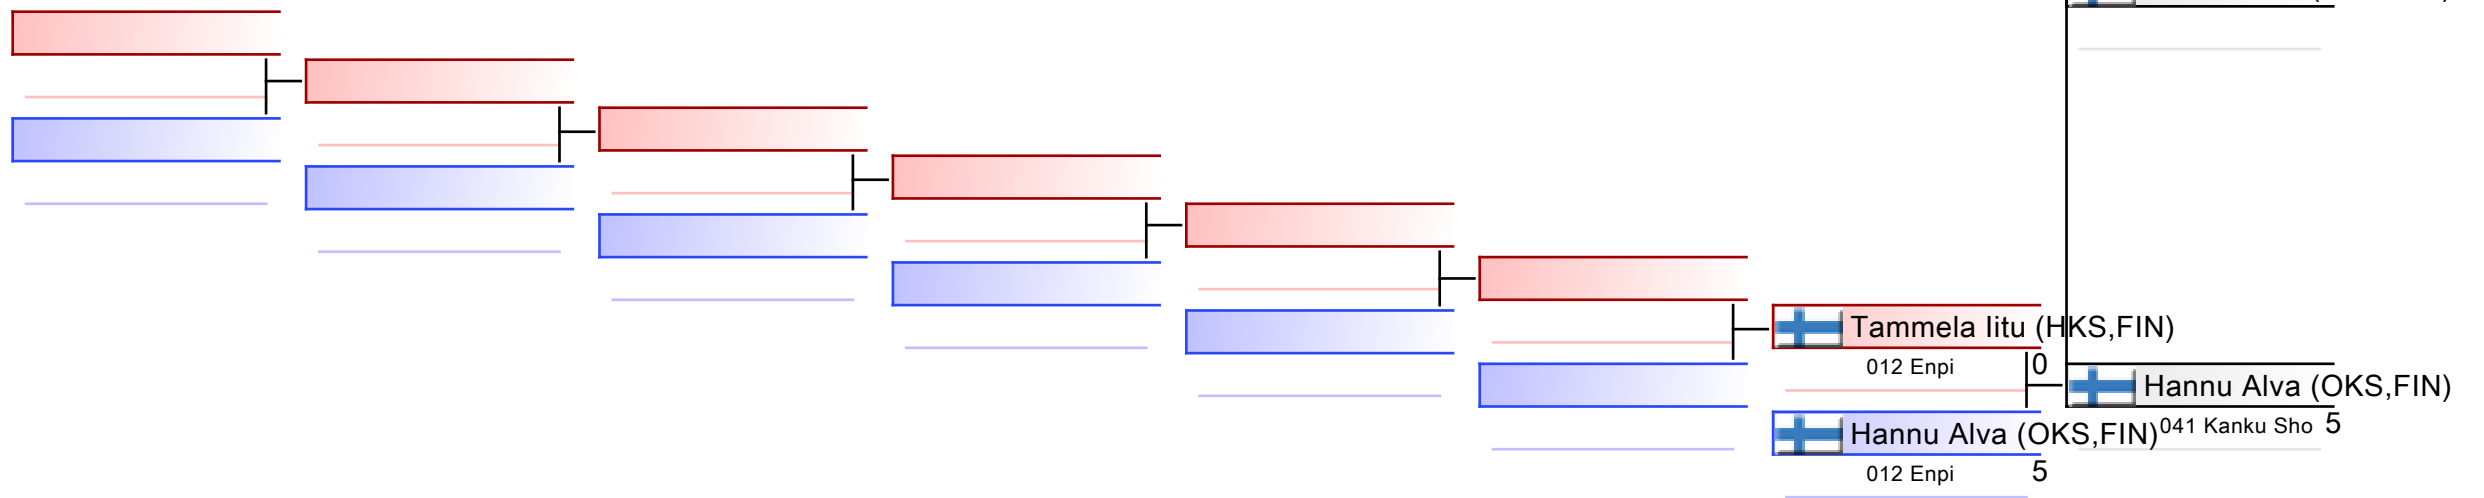 Tammela Iitu (HKS,FIN)
012 Enpi 0
Hannu Alva (OKS,FIN)
041 Kanku Sho 5
Hannu Alva (OKS,FIN)
012 Enpi 5